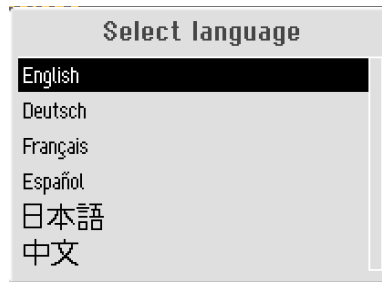 Select language
English
Deutsch
Français
Español
日本語
中文